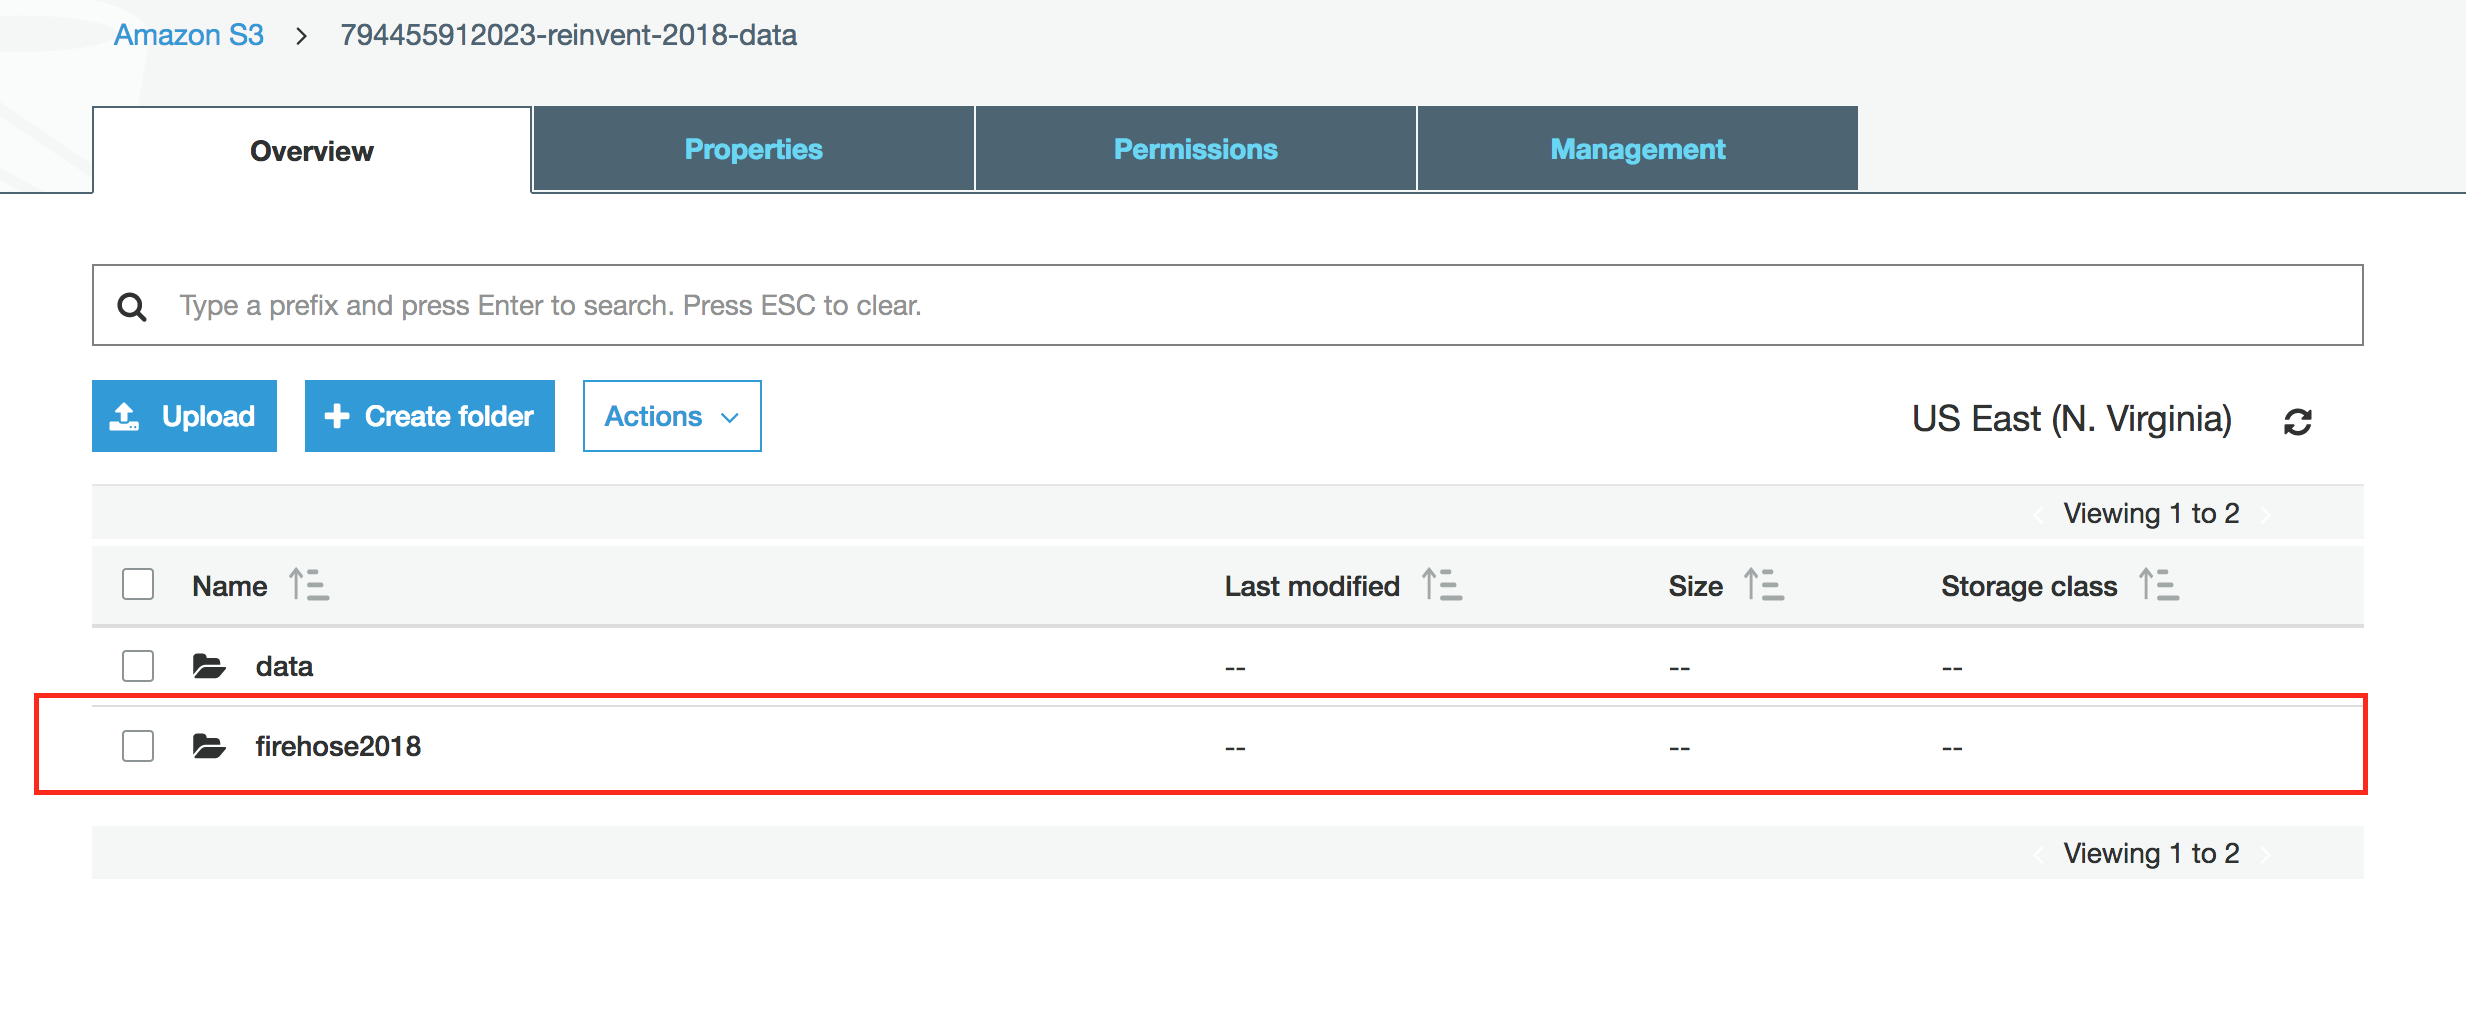 Amazon S3 > 794455912023-reinvent-2018-data
Overview Properties Permissions Management
Type a prefix and press Enter to search. Press ESC to clear.
Upload Create folder Actions US East (N. Virginia)
Viewing 1 to 2
Name Last modified Size Storage class
data -- -- --
firehose2018 -- -- --
Viewing 1 to 2